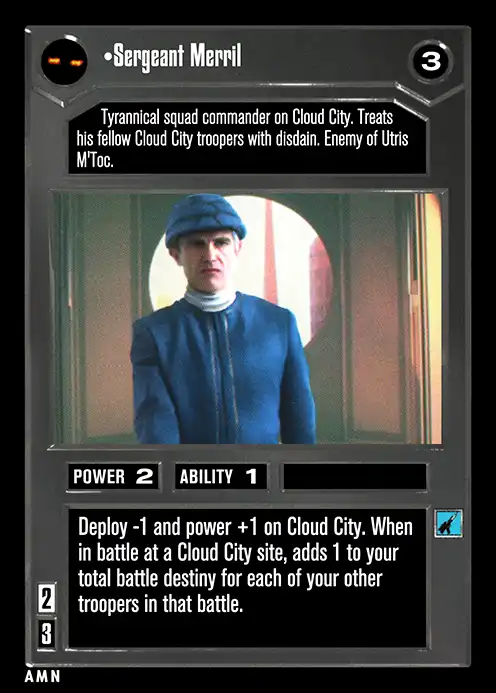 •Sergeant Merril
3
Tyrannical squad commander on Cloud City. Treats
his fellow Cloud City troopers with disdain. Enemy of Utris
M'Toc.
POWER 2 ABILITY 1
Deploy -1 and power +1 on Cloud City. When
in battle at a Cloud City site, adds 1 to your
total battle destiny for each of your other
troopers in that battle.
2
3
AMN